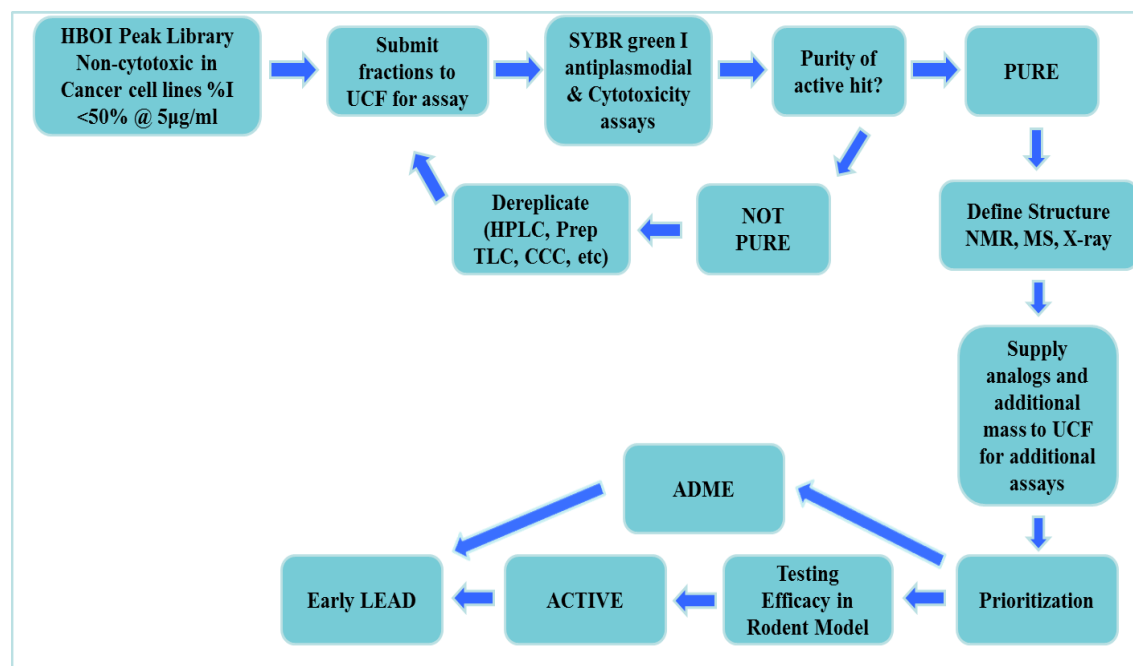 HBOI Peak Library
Non-cytotoxic in
Cancer cell lines %I
<50% @ 5µg/ml
Submit
fractions to
UCF for assay
SYBR green I
antiplasmodial
& Cytotoxicity
assays
Purity of
active hit?
PURE
Dereplicate
(HPLC, Prep
TLC, CCC, etc)
NOT
PURE
Define Structure
NMR, MS, X-ray
Supply
analogs and
additional
mass to UCF
for additional
assays
ADME
Early LEAD
ACTIVE
Testing
Efficacy in
Rodent Model
Prioritization